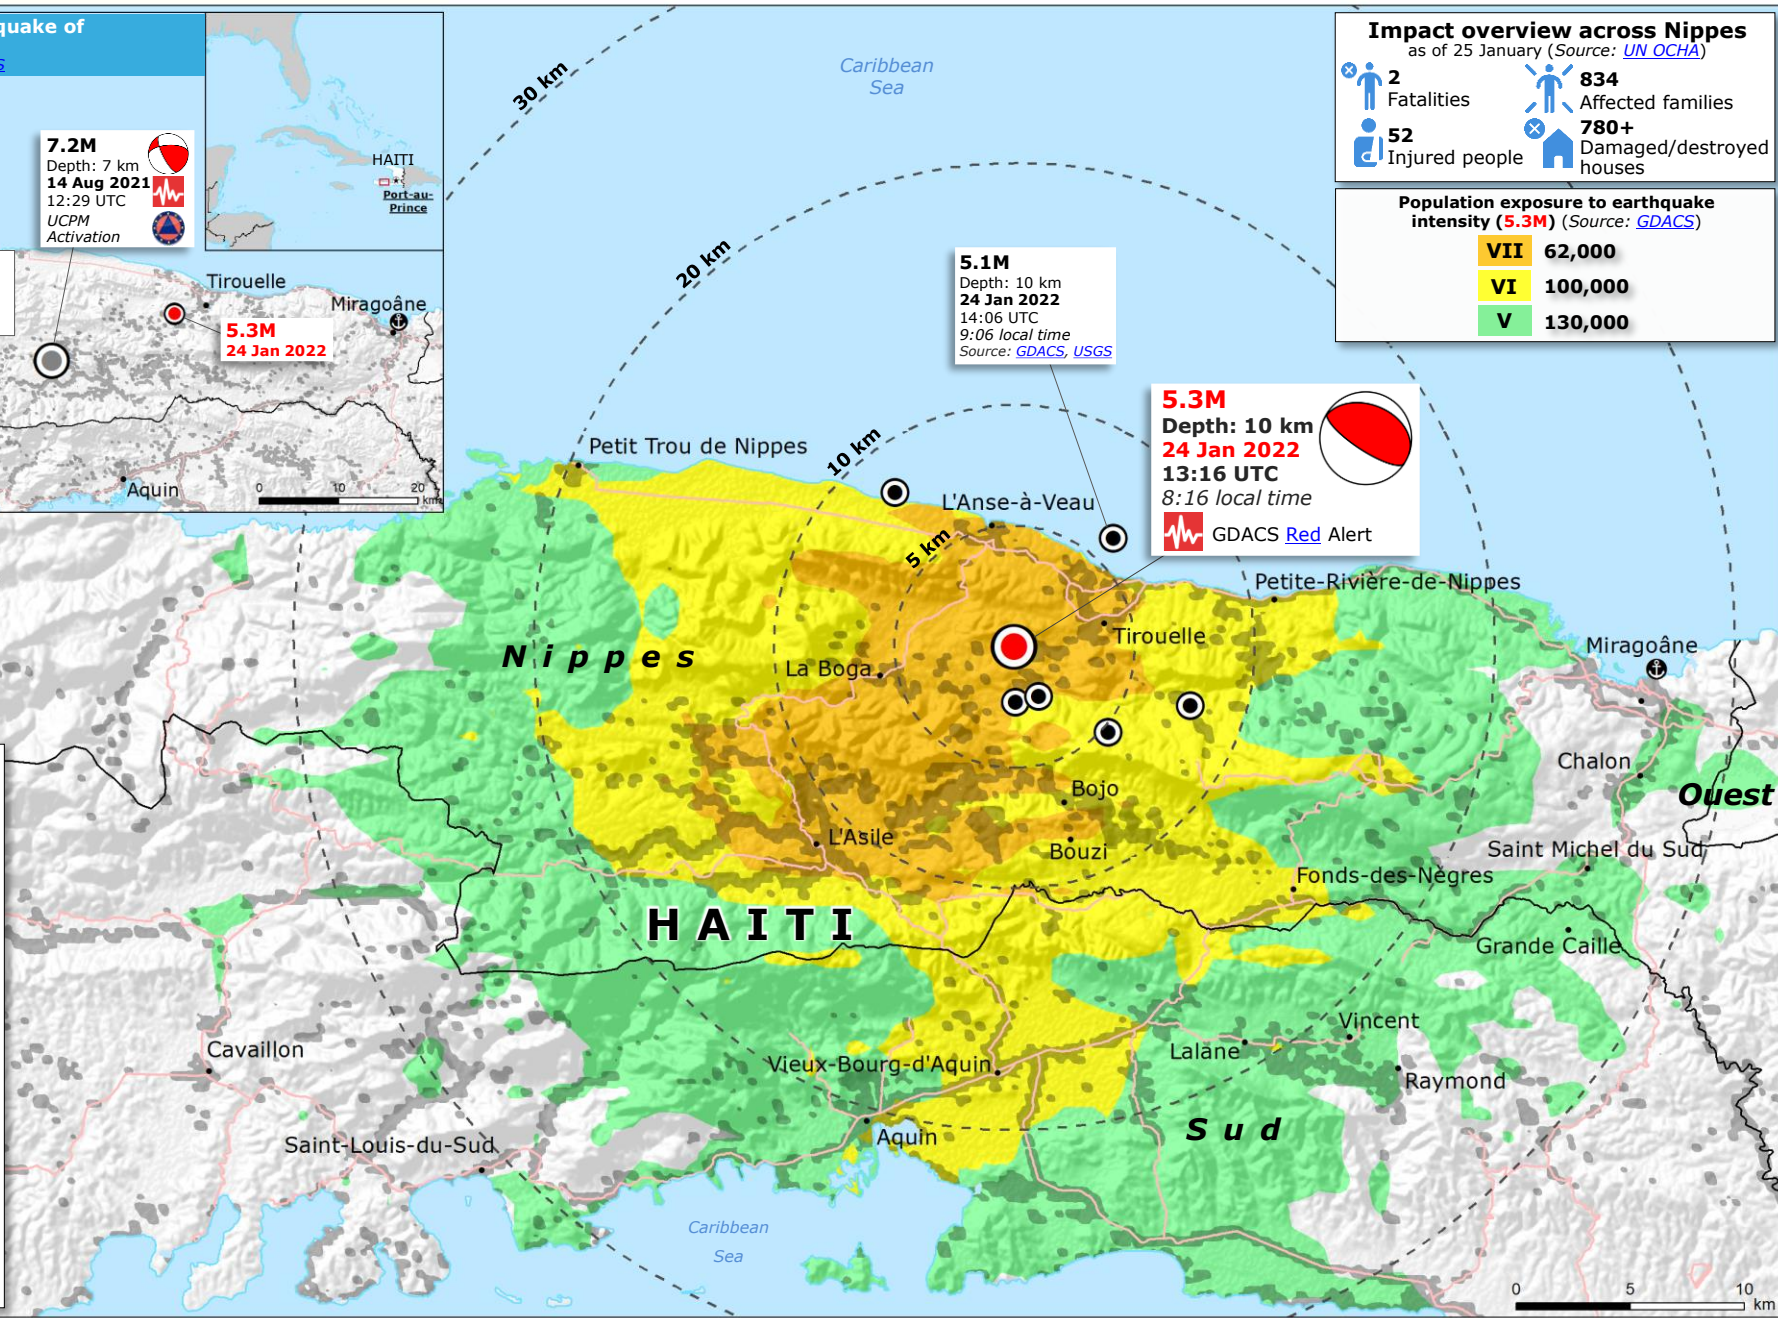 quake of
S
HAITI
Port-au-
Prince
7.2M
Depth: 7 km
14 Aug 2021
12:29 UTC
UCPM
Activation
Tirouelle
Miragoâne
5.3M
24 Jan 2022
Aquin
0 10 20
km
30 km
20 km
10 km
5 km
Caribbean
Sea
Impact overview across Nippes
as of 25 January (Source: UN OCHA)
2
Fatalities
834
Affected families
52
Injured people
780+
Damaged/destroyed
houses
Population exposure to earthquake
intensity (5.3M) (Source: GDACS)
VII 62,000
VI 100,000
V 130,000
5.1M
Depth: 10 km
24 Jan 2022
14:06 UTC
9:06 local time
Source: GDACS, USGS
5.3M
Depth: 10 km
24 Jan 2022
13:16 UTC
8:16 local time
GDACS Red Alert
Petit Trou de Nippes
L'Anse-à-Veau
Petite-Rivière-de-Nippes
Tirouelle
Miragoâne
Nippes
La Boga
Chalon
Bojo
Ouest
L'Asile
Bouzi
Saint Michel du Sud
Fonds-des-Nègres
HAITI
Grande Caille
Vincent
Cavaillon
Lalane
Vieux-Bourg-d'Aquin
Raymond
Sud
Aquin
Saint-Louis-du-Sud
Caribbean
Sea
0 5 10
km